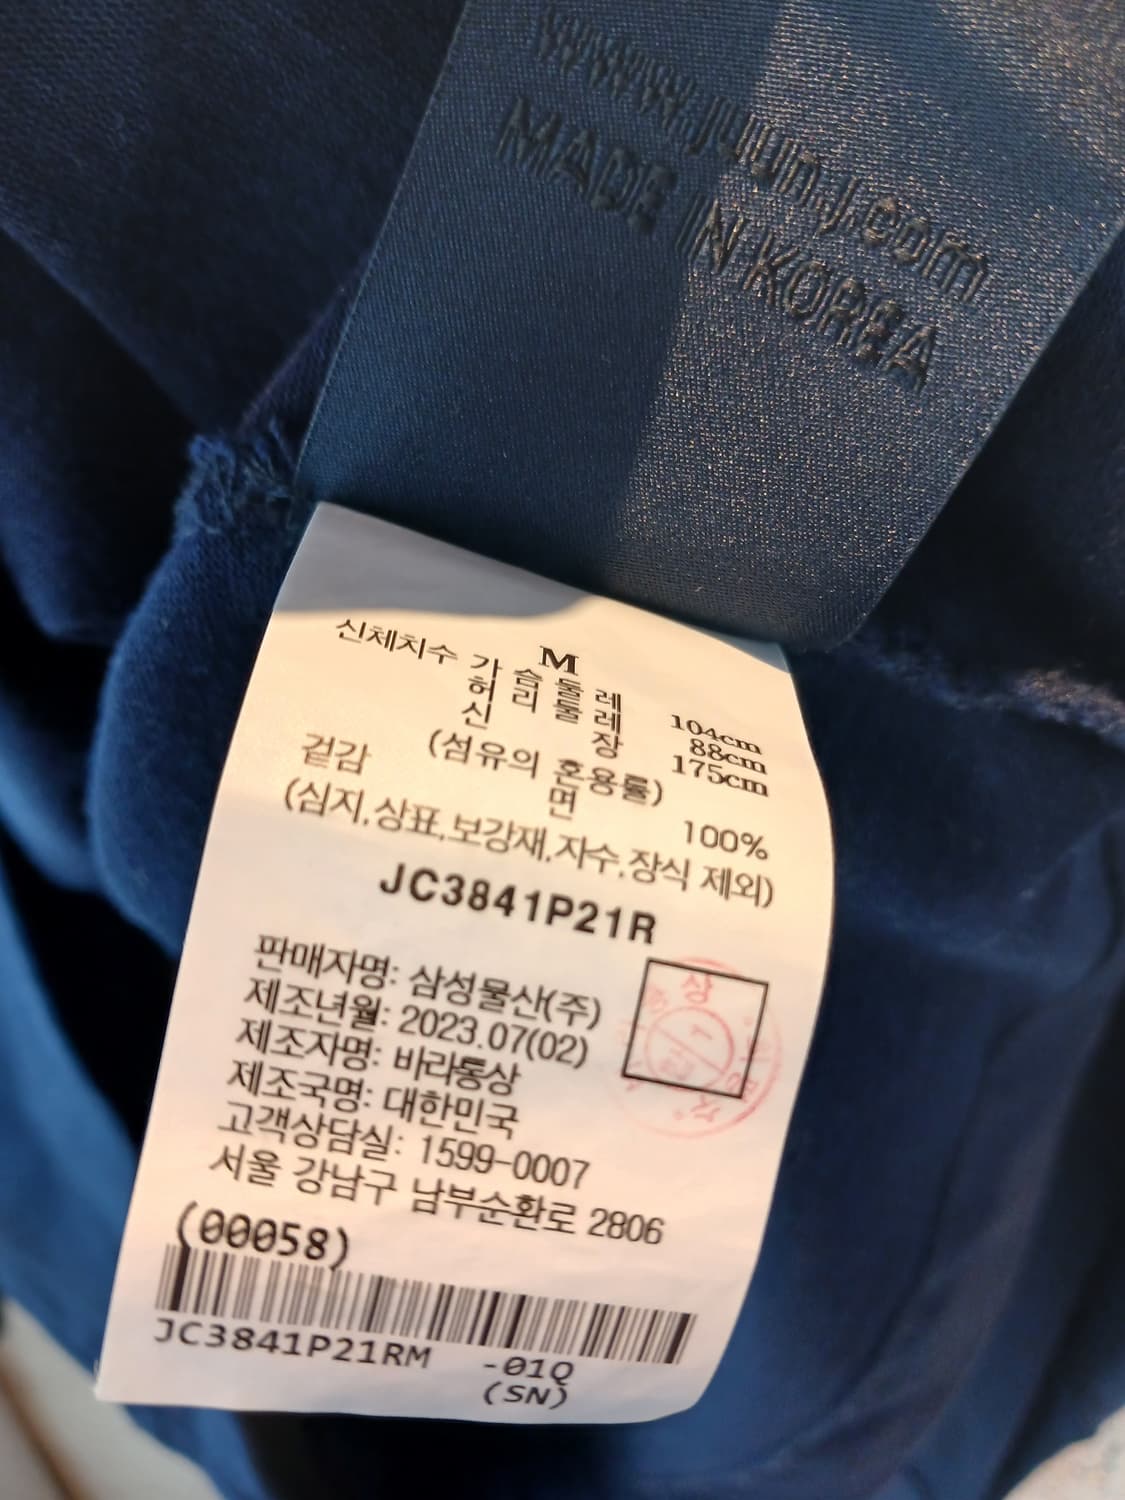 www.juunj.com
MADE IN KOREA
M
신체치수 가슴둘레 104cm
허리둘레 88cm
신장 175cm
(섬유의 혼용률)
겉감 면 100%
(심지,상표,보강재,자수,장식 제외)
JC3841P21R
판매자명: 삼성물산(주)
제조년월: 2023.07(02)
제조자명: 바라통상
제조국명: 대한민국
고객상담실: 1599-0007
서울 강남구 남부순환로 2806
(00058)
JC3841P21RM -01Q
(SN)